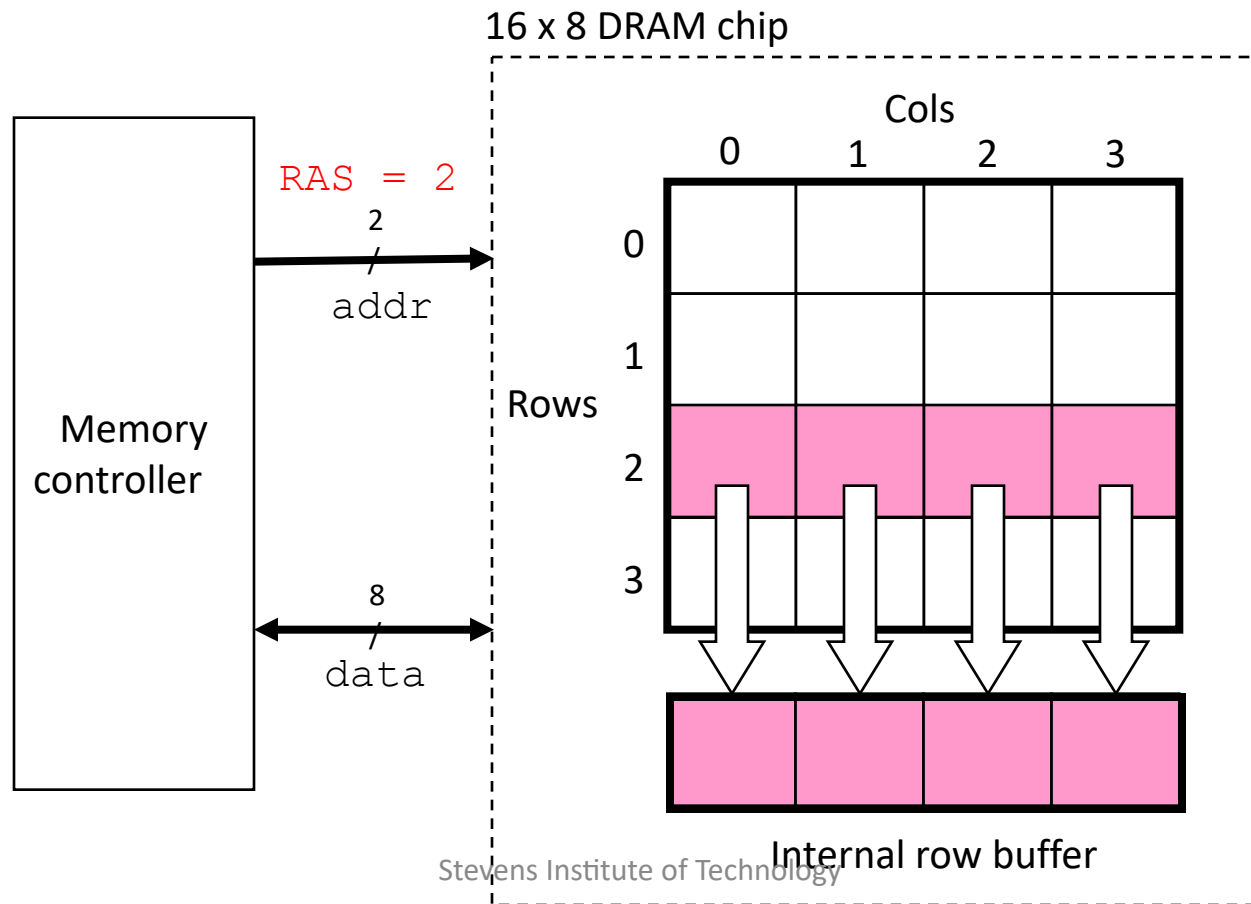 16 x 8 DRAM chip
Cols
0 1 2 3
RAS = 2
2
addr
0
1
Rows
2
3
Memory
controller
8
data
Internal row buffer
Stevens Institute of Technology